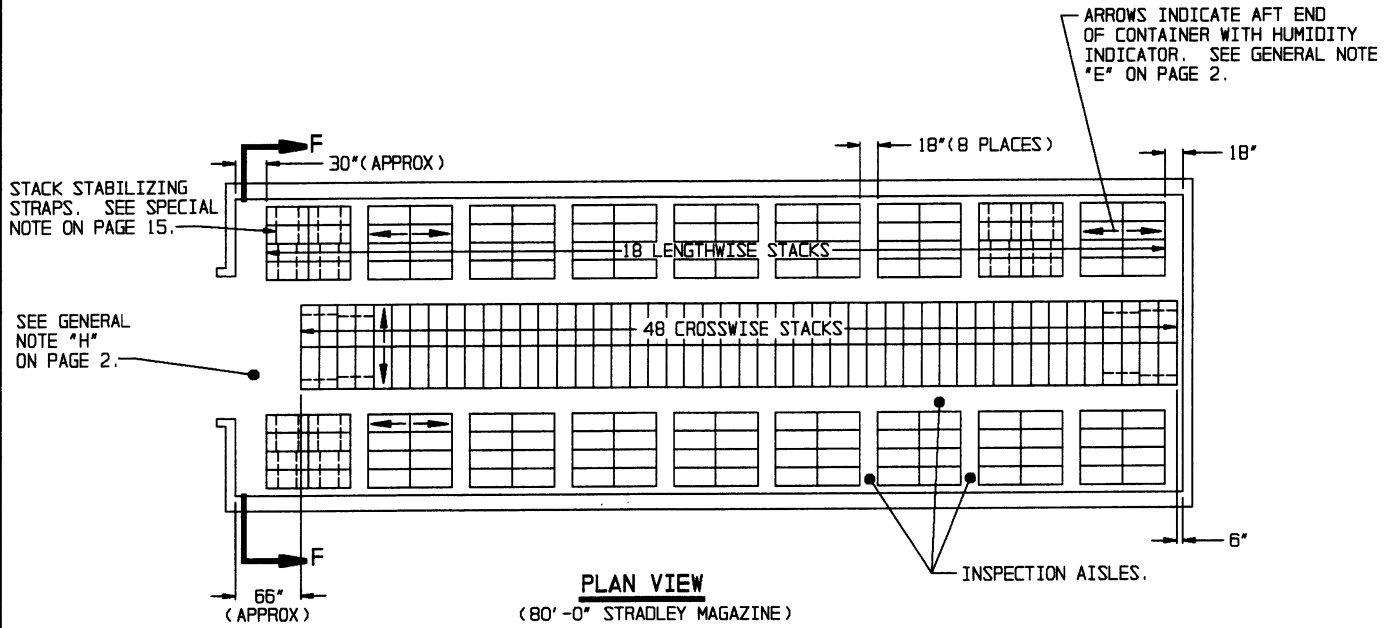 ARROWS INDICATE AFT END
OF CONTAINER WITH HUMIDITY
INDICATOR. SEE GENERAL NOTE
"E" ON PAGE 2.
F
30"(APPROX)
18"(8 PLACES)
18"
STACK STABILIZING
STRAPS. SEE SPECIAL
NOTE ON PAGE 15.
18 LENGTHWISE STACKS
SEE GENERAL
NOTE "H"
ON PAGE 2.
48 CROSSWISE STACKS
F
66"
(APPROX)
6"
INSPECTION AISLES.
PLAN VIEW
(80'-0" STRADLEY MAGAZINE)